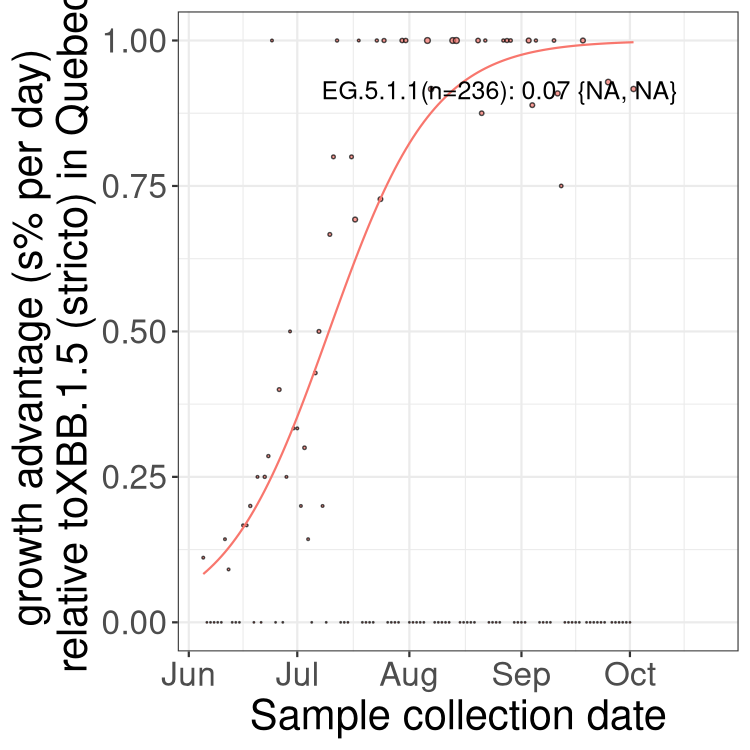 growth advantage (s% per day)
relative toXBB.1.5 (stricto) in Quebec
1.00
0.75
0.50
0.25
0.00
EG.5.1.1(n=236): 0.07 {NA, NA}
Jun Jul Aug Sep Oct
Sample collection date